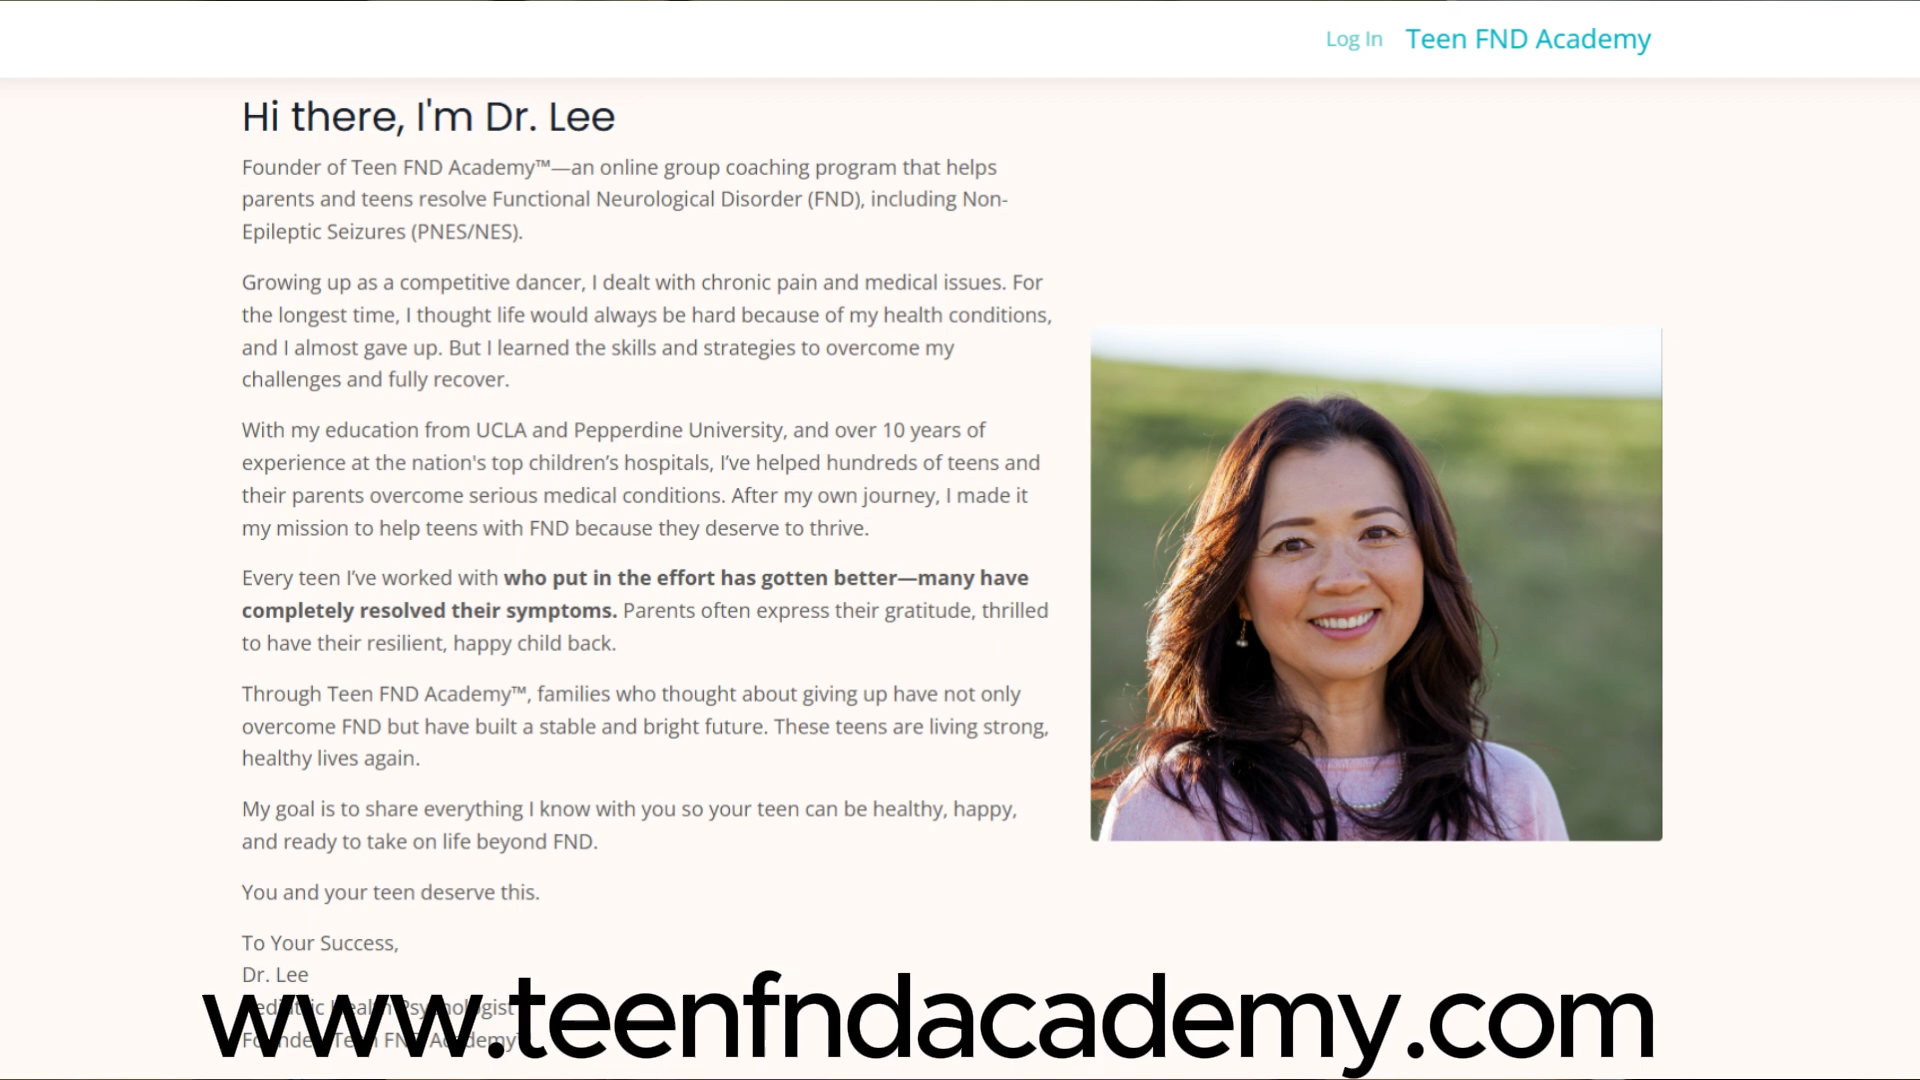 Log In Teen FND Academy
Hi there, I'm Dr. Lee
Founder of Teen FND Academy™—an online group coaching program that helps
parents and teens resolve Functional Neurological Disorder (FND), including Non-
Epileptic Seizures (PNES/NES).
Growing up as a competitive dancer, I dealt with chronic pain and medical issues. For
the longest time, I thought life would always be hard because of my health conditions,
and I almost gave up. But I learned the skills and strategies to overcome my
challenges and fully recover.
With my education from UCLA and Pepperdine University, and over 10 years of
experience at the nation's top children’s hospitals, I’ve helped hundreds of teens and
their parents overcome serious medical conditions. After my own journey, I made it
my mission to help teens with FND because they deserve to thrive.
Every teen I’ve worked with who put in the effort has gotten better—many have
completely resolved their symptoms. Parents often express their gratitude, thrilled
to have their resilient, happy child back.
Through Teen FND Academy™, families who thought about giving up have not only
overcome FND but have built a stable and bright future. These teens are living strong,
healthy lives again.
My goal is to share everything I know with you so your teen can be healthy, happy,
and ready to take on life beyond FND.
You and your teen deserve this.
To Your Success,
Dr. Lee
Pediatric Health Psychologist
Founder Teen FND Academy
www.teenfndacademy.com